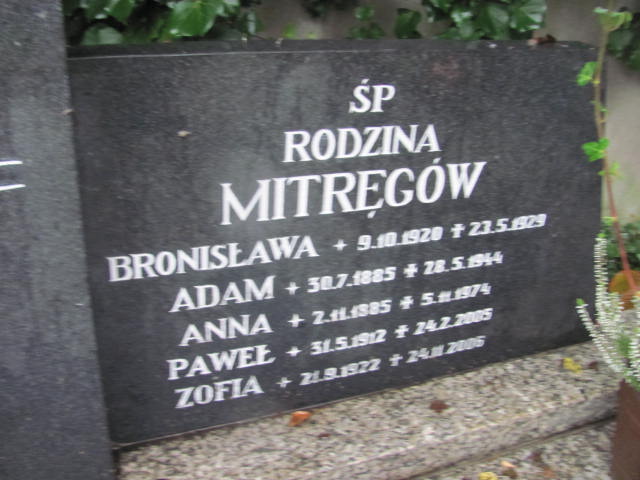 ŚP
RODZINA
MITRĘGÓW
BRONISŁAWA + 9.10.1920 ✝ 23.5.1929
ADAM + 30.7.1885 ✝ 28.5.1944
ANNA + 2.11.1885 ✝ 5.11.1974
PAWEŁ + 31.5.1912 ✝ 24.2.2005
ZOFIA + 21.9.1922 ✝ 24.11.2006